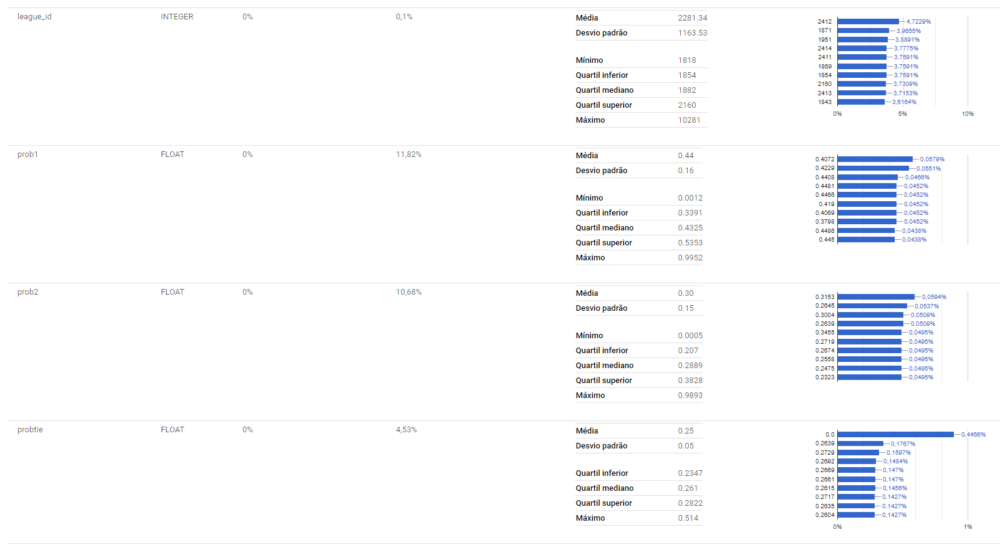 league_id INTEGER 0% 0,1%
Média 2281.34
Desvio padrão 1163.53
Mínimo 1818
Quartil inferior 1854
Quartil mediano 1882
Quartil superior 2160
Máximo 10281
2412 4,7229%
1871 3,9655%
1951 3,8891%
2414 3,7775%
2411 3,7591%
1869 3,7591%
1854 3,7591%
2160 3,7309%
2413 3,7153%
1843 3,6164%
0% 5% 10%
prob1 FLOAT 0% 11,82%
Média 0.44
Desvio padrão 0.16
Mínimo 0.0012
Quartil inferior 0.3391
Quartil mediano 0.4325
Quartil superior 0.5353
Máximo 0.9952
0.4072 0,0579%
0.4229 0,0551%
0.4408 0,0466%
0.4481 0,0452%
0.4466 0,0452%
0.419 0,0452%
0.4069 0,0452%
0.3798 0,0452%
0.4486 0,0438%
0.445 0,0438%
prob2 FLOAT 0% 10,68%
Média 0.30
Desvio padrão 0.15
Mínimo 0.0005
Quartil inferior 0.207
Quartil mediano 0.2889
Quartil superior 0.3828
Máximo 0.9893
0.3153 0,0594%
0.2645 0,0537%
0.3004 0,0509%
0.2639 0,0509%
0.3455 0,0495%
0.2719 0,0495%
0.2674 0,0495%
0.2558 0,0495%
0.2475 0,0495%
0.2323 0,0495%
probtie FLOAT 0% 4,53%
Média 0.25
Desvio padrão 0.05
Quartil inferior 0.2347
Quartil mediano 0.261
Quartil superior 0.2822
Máximo 0.514
0.0 0,4466%
0.2639 0,1767%
0.2729 0,1597%
0.2692 0,1484%
0.2669 0,147%
0.2661 0,147%
0.2615 0,1456%
0.2717 0,1427%
0.2635 0,1427%
0.2604 0,1427%
0% 1%